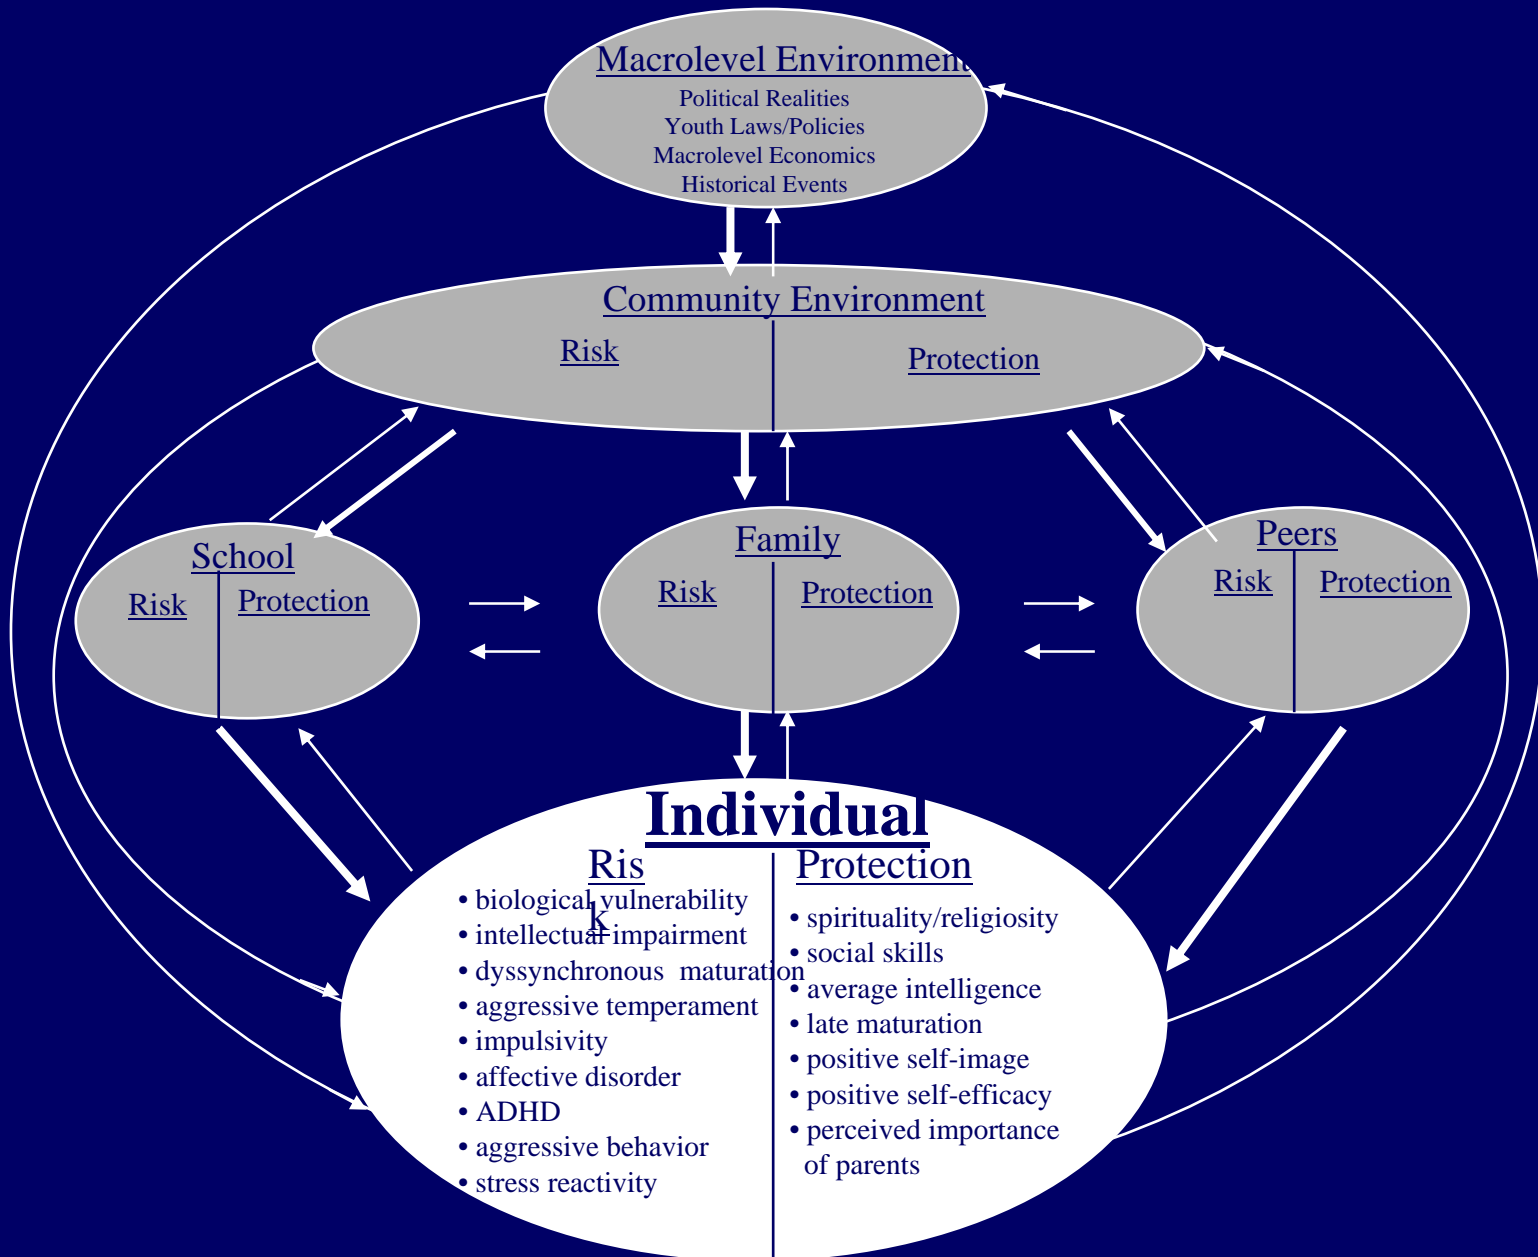 Macrolevel Environment
Political Realities
Youth Laws/Policies
Macrolevel Economics
Historical Events
Community Environment
Risk
Protection
School
Risk
Protection
Family
Risk
Protection
Peers
Risk
Protection
Individual
Ris
k
• biological vulnerability
• intellectual impairment
• dyssynchronous maturation
• aggressive temperament
• impulsivity
• affective disorder
• ADHD
• aggressive behavior
• stress reactivity
Protection
• spirituality/religiosity
• social skills
• average intelligence
• late maturation
• positive self-image
• positive self-efficacy
• perceived importance
of parents